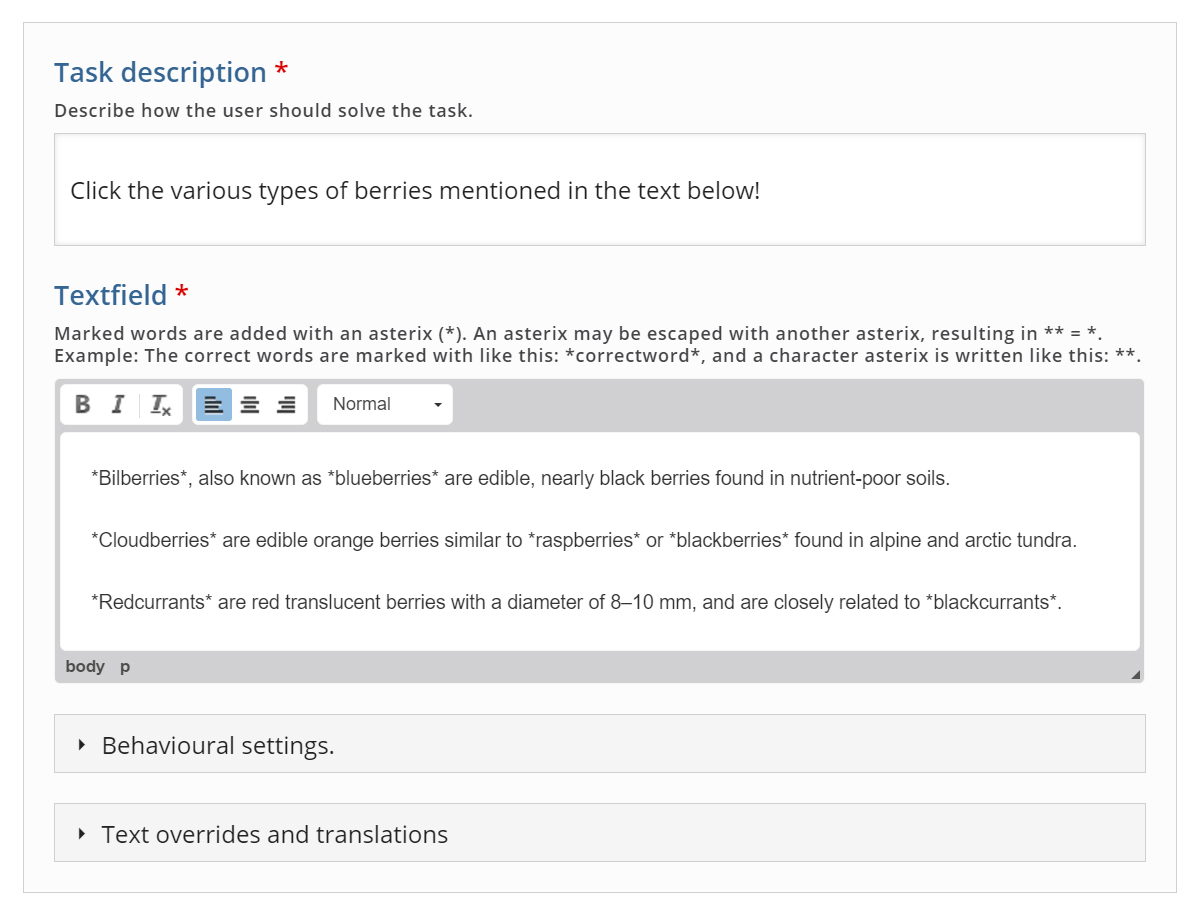 Task description *
Describe how the user should solve the task.
Click the various types of berries mentioned in the text below!
Textfield *
Marked words are added with an asterix (*). An asterix may be escaped with another asterix, resulting in ** = *.
Example: The correct words are marked with like this: *correctword*, and a character asterix is written like this: **.
B I Tx Normal
*Bilberries*, also known as *blueberries* are edible, nearly black berries found in nutrient-poor soils.
*Cloudberries* are edible orange berries similar to *raspberries* or *blackberries* found in alpine and arctic tundra.
*Redcurrants* are red translucent berries with a diameter of 8–10 mm, and are closely related to *blackcurrants*.
body p
Behavioural settings.
Text overrides and translations